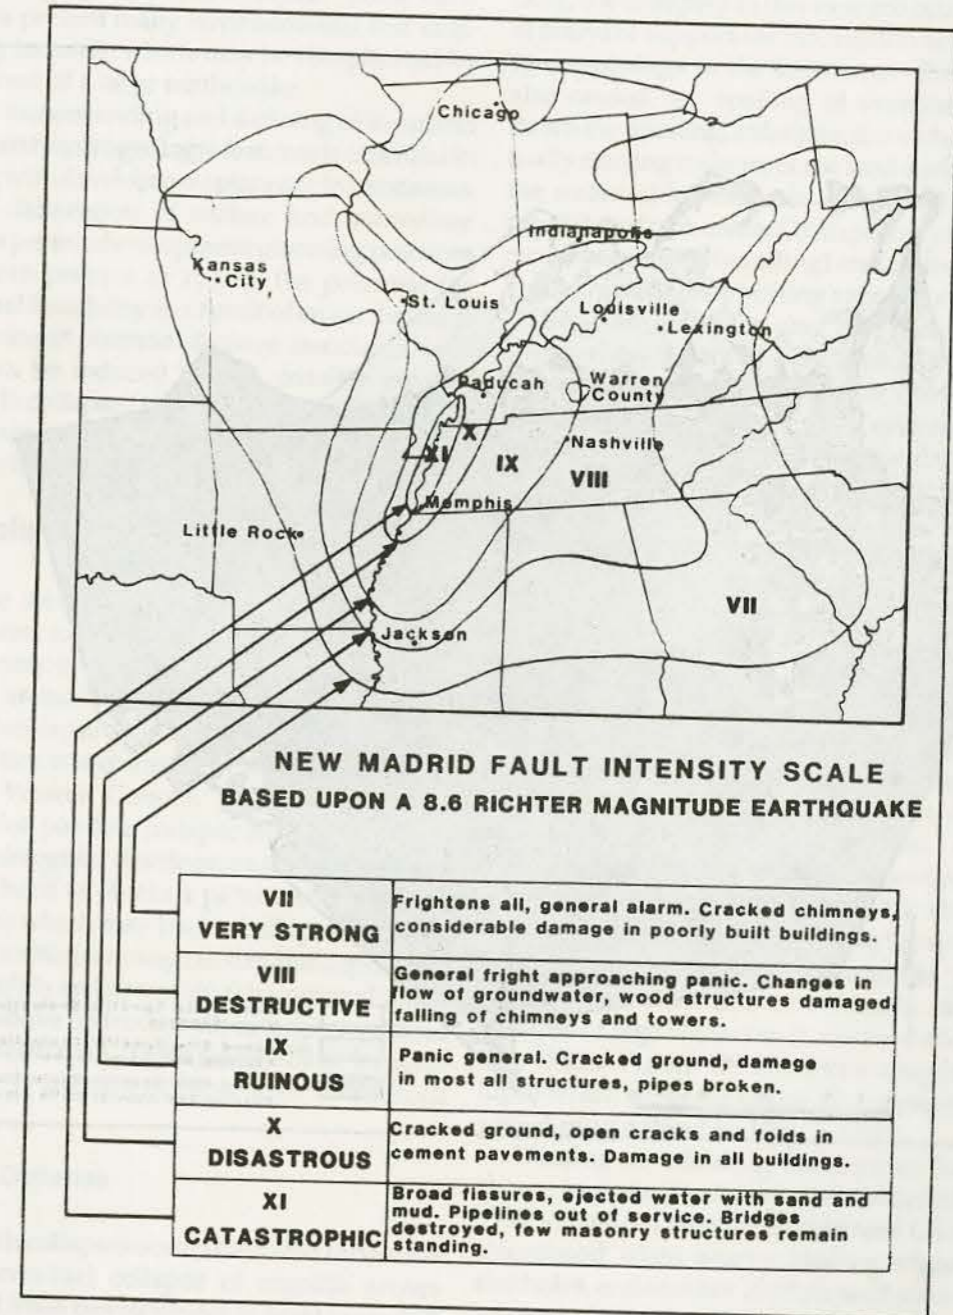 Chicago
Indianapolis
Kansas
City
St. Louis
Louisville
Lexington
Paducah
Warren
County
X
Nashville
XI
IX
VIII
Memphis
Little Rock
VII
Jackson
NEW MADRID FAULT INTENSITY SCALE
BASED UPON A 8.6 RICHTER MAGNITUDE EARTHQUAKE
VII
VERY STRONG
Frightens all, general alarm. Cracked chimneys,
considerable damage in poorly built buildings.
VIII
DESTRUCTIVE
General fright approaching panic. Changes in
flow of groundwater, wood structures damaged,
falling of chimneys and towers.
IX
RUINOUS
Panic general. Cracked ground, damage
in most all structures, pipes broken.
X
DISASTROUS
Cracked ground, open cracks and folds in
cement pavements. Damage in all buildings.
XI
CATASTROPHIC
Broad fissures, ejected water with sand and
mud. Pipelines out of service. Bridges
destroyed, few masonry structures remain
standing.